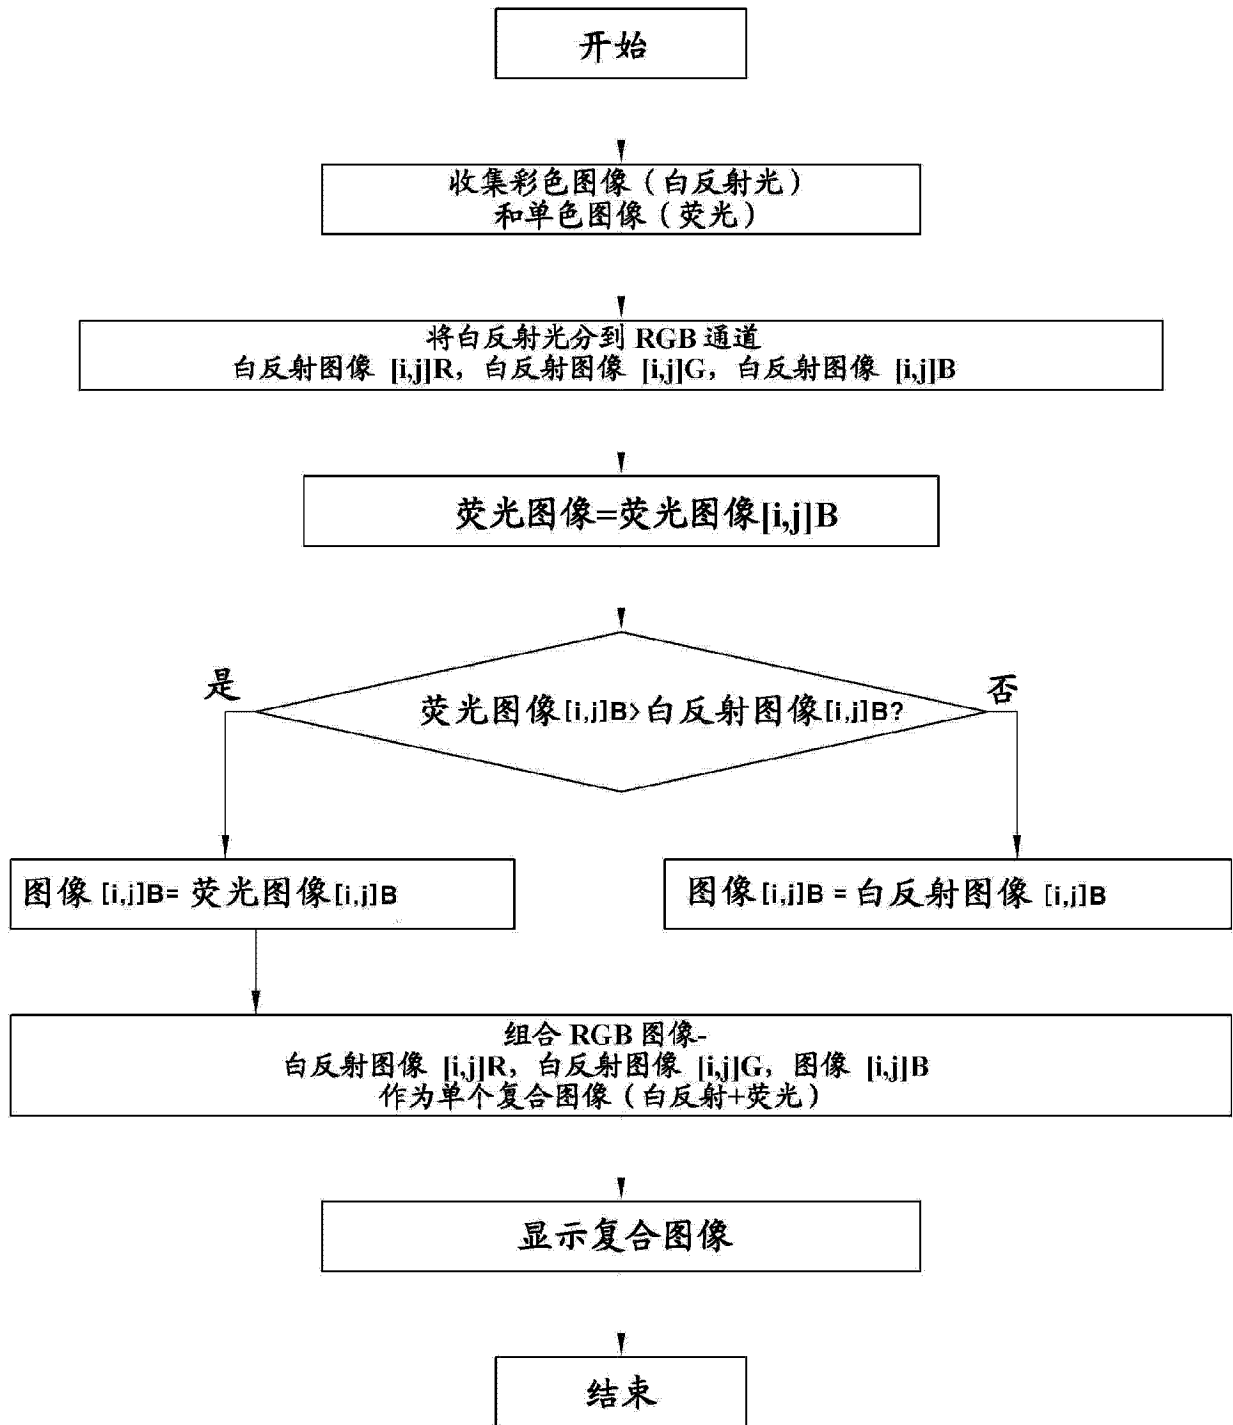 开始
收集彩色图像（白反射光）
和单色图像（荧光）
将白反射光分到 RGB 通道
白反射图像 [i,j]R，白反射图像 [i,j]G，白反射图像 [i,j]B
荧光图像=荧光图像[i,j]B
是
否
荧光图像[i,j]B>白反射图像[i,j]B?
图像 [i,j]B= 荧光图像[i,j]B
图像[i,j]B = 白反射图像 [i,j]B
组合 RGB 图像-
白反射图像 [i,j]R，白反射图像 [i,j]G，图像 [i,j]B
作为单个复合图像（白反射+荧光）
显示复合图像
结束